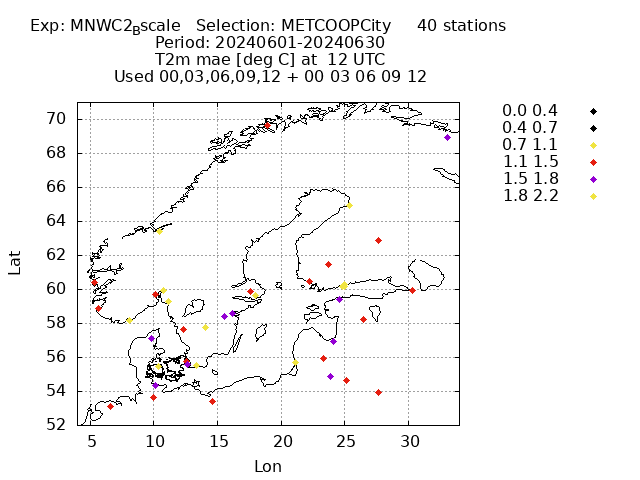 Exp: MNWC2Bscale   Selection: METCOOPCity     40 stations
Period: 20240601-20240630
T2m mae [deg C] at  12 UTC
Used 00,03,06,09,12 + 00 03 06 09 12
0.0 0.4
0.4 0.7
0.7 1.1
1.1 1.5
1.5 1.8
1.8 2.2
70
68
66
64
62
60
58
56
54
52
Lat
5 10 15 20 25 30
Lon